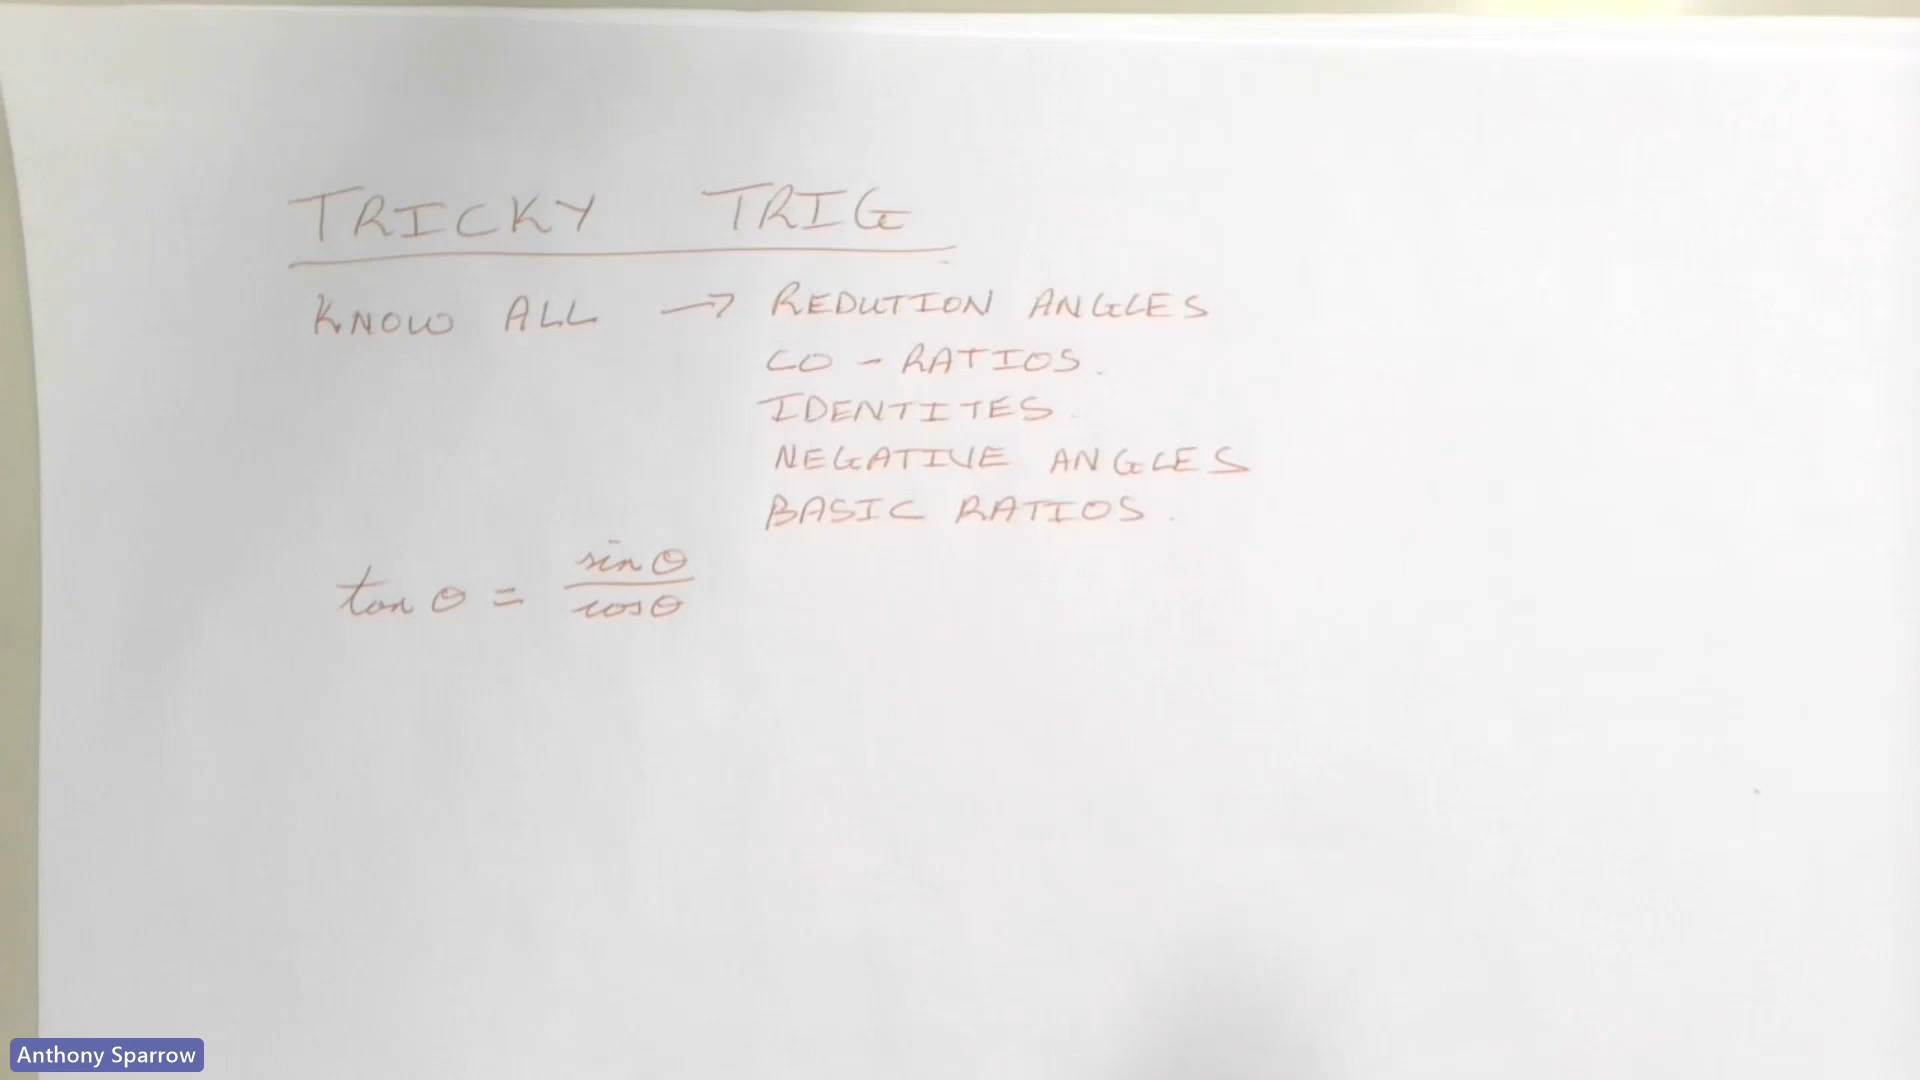 TRICKY TRIG
KNOW ALL → REDUTION ANGLES
CO - RATIOS.
IDENTITES.
NEGATIVE ANGLES
BASIC RATIOS.
tan θ = sin θ / cos θ
Anthony Sparrow